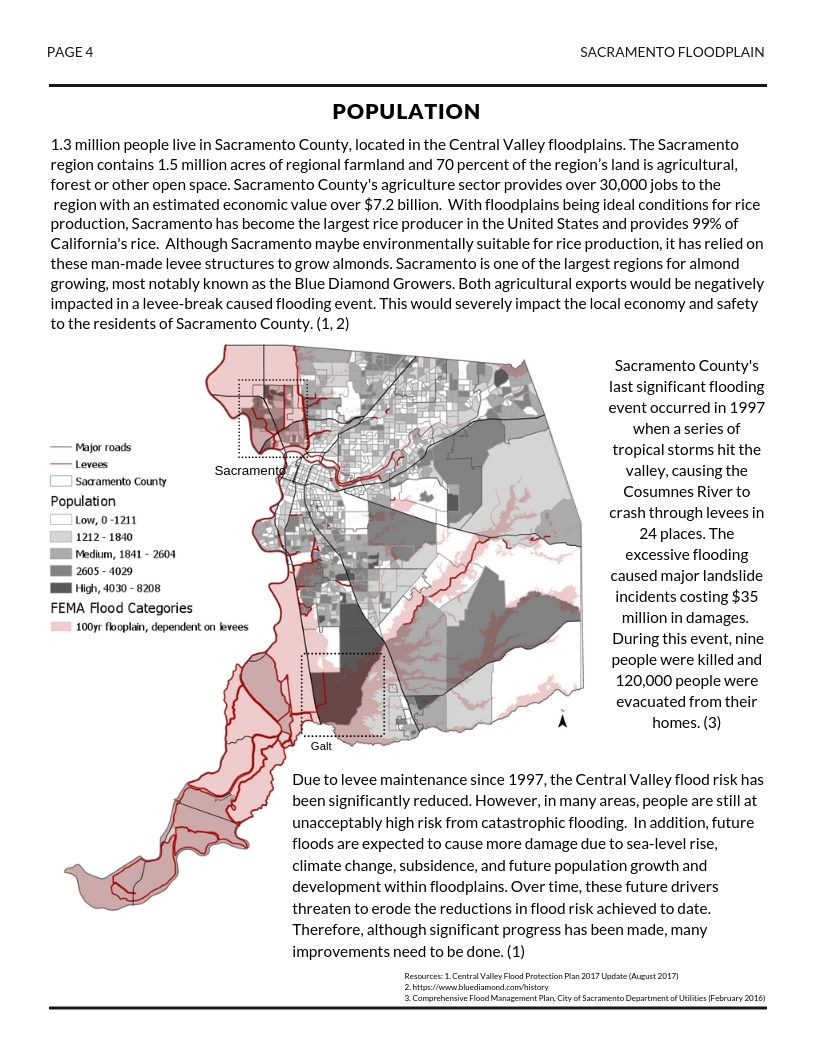 PAGE 4
SACRAMENTO FLOODPLAIN
POPULATION
1.3 million people live in Sacramento County, located in the Central Valley floodplains. The Sacramento
region contains 1.5 million acres of regional farmland and 70 percent of the region's land is agricultural,
forest or other open space. Sacramento County's agriculture sector provides over 30,000 jobs to the
region with an estimated economic value over $7.2 billion.  With floodplains being ideal conditions for rice
production, Sacramento has become the largest rice producer in the United States and provides 99% of
California's rice.  Although Sacramento maybe environmentally suitable for rice production, it has relied on
these man-made levee structures to grow almonds. Sacramento is one of the largest regions for almond
growing, most notably known as the Blue Diamond Growers. Both agricultural exports would be negatively
impacted in a levee-break caused flooding event. This would severely impact the local economy and safety
to the residents of Sacramento County. (1, 2)
Major roads
Levees
Sacramento County
Population
Low, 0 -1211
1212 - 1840
Medium, 1841 - 2604
2605 - 4029
High, 4030 - 8208
FEMA Flood Categories
100yr flooplain, dependent on levees
Sacramento
Galt
N
Sacramento County's
last significant flooding
event occurred in 1997
when a series of
tropical storms hit the
valley, causing the
Cosumnes River to
crash through levees in
24 places. The
excessive flooding
caused major landslide
incidents costing $35
million in damages.
During this event, nine
people were killed and
120,000 people were
evacuated from their
homes. (3)
Due to levee maintenance since 1997, the Central Valley flood risk has
been significantly reduced. However, in many areas, people are still at
unacceptably high risk from catastrophic flooding.  In addition, future
floods are expected to cause more damage due to sea-level rise,
climate change, subsidence, and future population growth and
development within floodplains. Over time, these future drivers
threaten to erode the reductions in flood risk achieved to date.
Therefore, although significant progress has been made, many
improvements need to be done. (1)
Resources: 1. Central Valley Flood Protection Plan 2017 Update (August 2017)
2. https://www.bluediamond.com/history
3. Comprehensive Flood Management Plan, City of Sacramento Department of Utilities (February 2016)